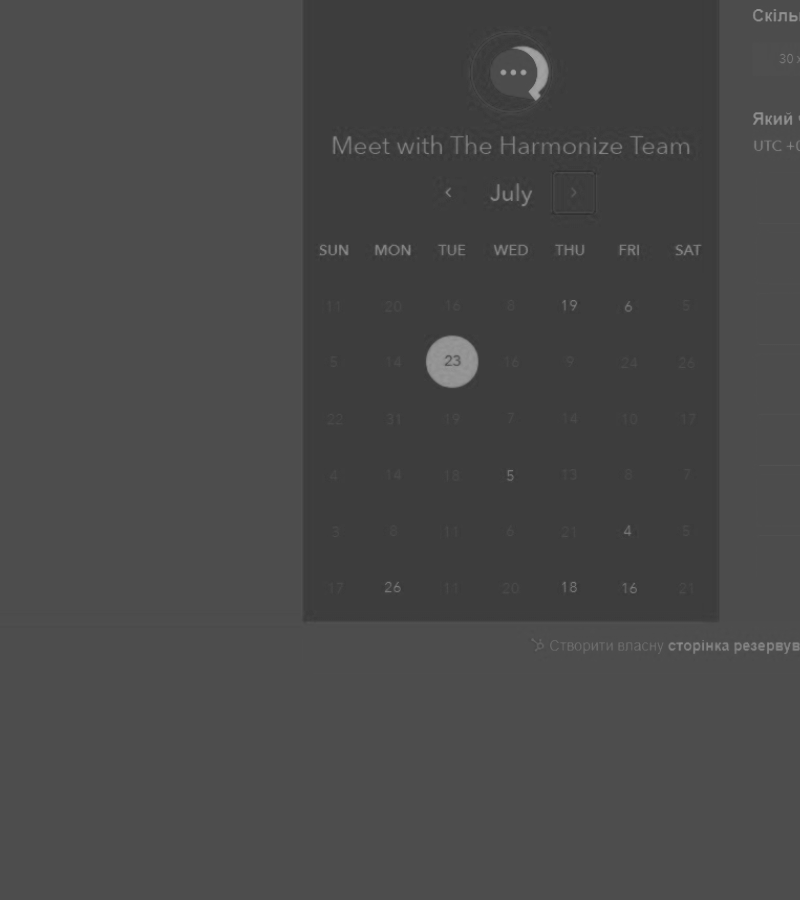 Meet with The Harmonize Team
July
SUN MON TUE WED THU FRI SAT
11 20 16 8 19 6 5
5 14 23 16 9 24 26
22 31 19 7 14 10 17
4 14 18 5 13 8 7
3 8 11 6 21 4 5
17 26 11 20 18 16 21
Скіль
30 х
Який
UTC +0
Створити власну сторінка резервув